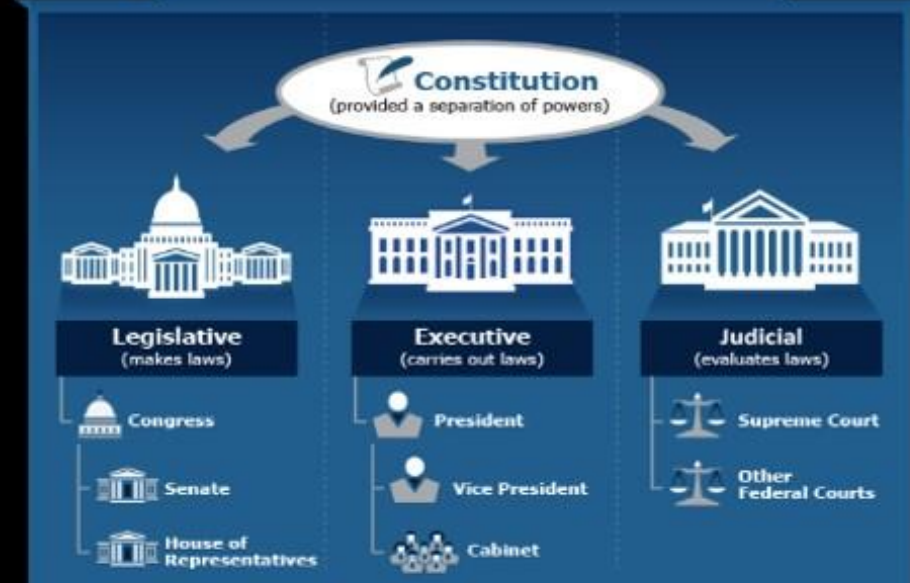 Constitution
(provided a separation of powers)
Legislative
(makes laws)
Congress
Senate
House of
Representatives
Executive
(carries out laws)
President
Vice President
Cabinet
Judicial
(evaluates laws)
Supreme Court
Other
Federal Courts